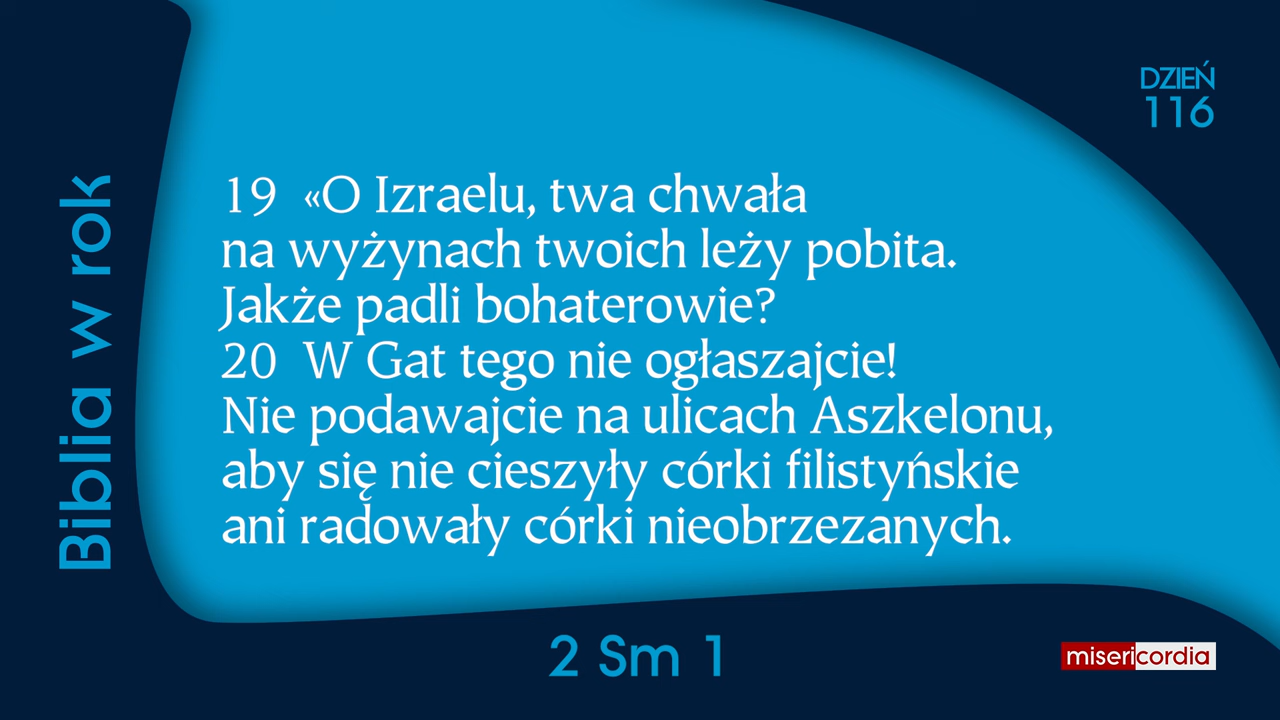 DZIEŃ
116
Biblia w rok
19 «O Izraelu, twa chwała
na wyżynach twoich leży pobita.
Jakże padli bohaterowie?
20 W Gat tego nie ogłaszajcie!
Nie podawajcie na ulicach Aszkelonu,
aby się nie cieszyły córki filistyńskie
ani radowały córki nieobrzezanych.
2 Sm 1
misericordia